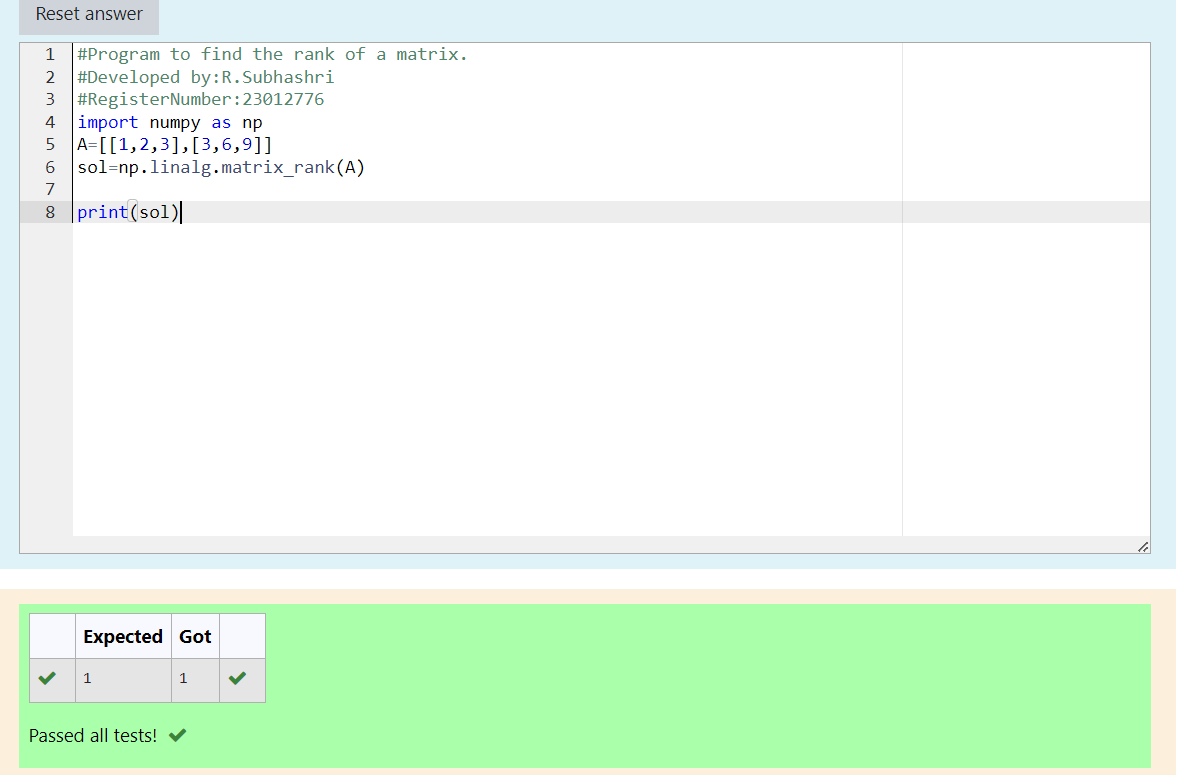 Reset answer
1 #Program to find the rank of a matrix.
2 #Developed by:R.Subhashri
3 #RegisterNumber:23012776
4 import numpy as np
5 A=[[1,2,3],[3,6,9]]
6 sol=np.linalg.matrix_rank(A)
7
8 print(sol)
Expected Got
1 1
Passed all tests!